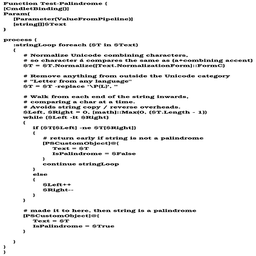 Function Test-Palindrome {
[CmdletBinding()]
Param(
[Parameter(ValueFromPipeline)]
[string[]]$Text
)
process {
:stringLoop foreach ($T in $Text)
{
# Normalize Unicode combining characters,
# so character á compares the same as (a+combining accent)
$T = $T.Normalize([Text.NormalizationForm]::FormC)
# Remove anything from outside the Unicode category
# "Letter from any language"
$T = $T -replace '\P{L}', ''
# Walk from each end of the string inwards,
# comparing a char at a time.
# Avoids string copy / reverse overheads.
$Left, $Right = 0, [math]::Max(0, ($T.Length - 1))
while ($Left -lt $Right)
{
if ($T[$Left] -ne $T[$Right])
{
# return early if string is not a palindrome
[PSCustomObject]@{
Text = $T
IsPalindrome = $False
}
continue stringLoop
}
else
{
$Left++
$Right--
}
}
# made it to here, then string is a palindrome
[PSCustomObject]@{
Text = $T
IsPalindrome = $True
}
}
}
}